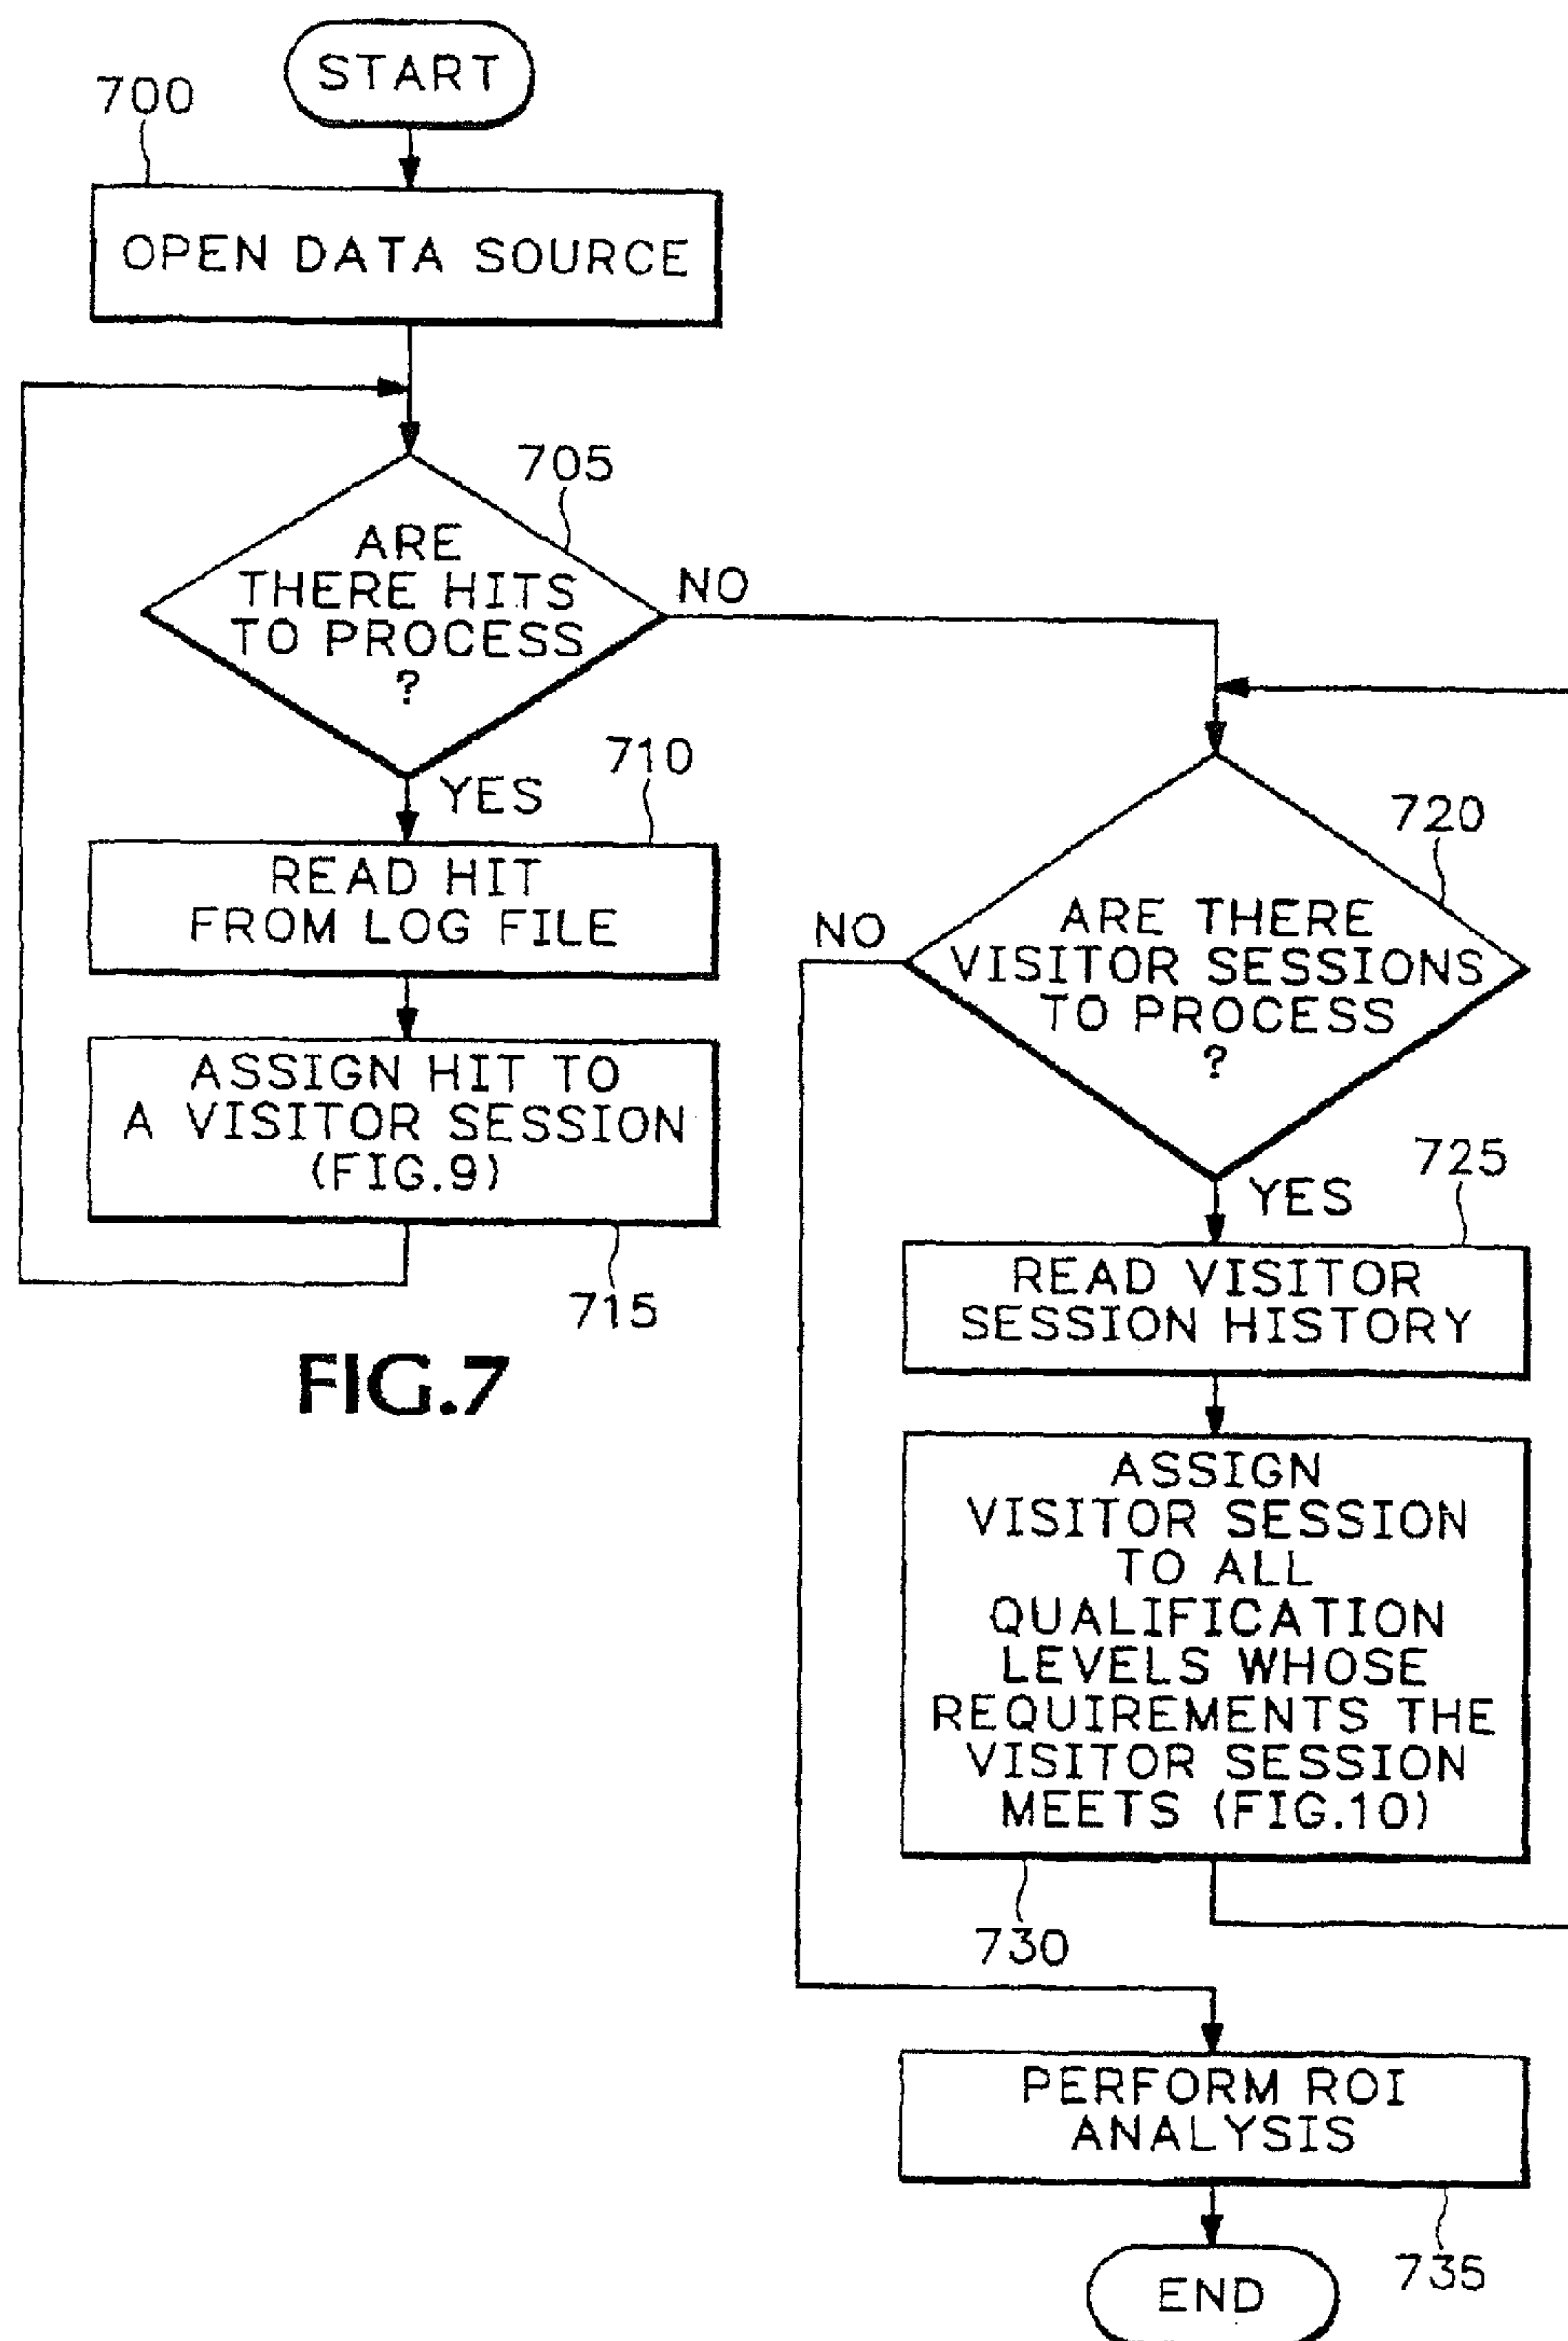 START
700
OPEN DATA SOURCE
705
ARE
THERE HITS
TO PROCESS
?
NO
YES
710
READ HIT
FROM LOG FILE
ASSIGN HIT TO
A VISITOR SESSION
(FIG.9)
715
FIG.7
720
ARE THERE
VISITOR SESSIONS
TO PROCESS
?
NO
YES
725
READ VISITOR
SESSION HISTORY
ASSIGN
VISITOR SESSION
TO ALL
QUALIFICATION
LEVELS WHOSE
REQUIREMENTS THE
VISITOR SESSION
MEETS (FIG.10)
730
PERFORM ROI
ANALYSIS
735
END